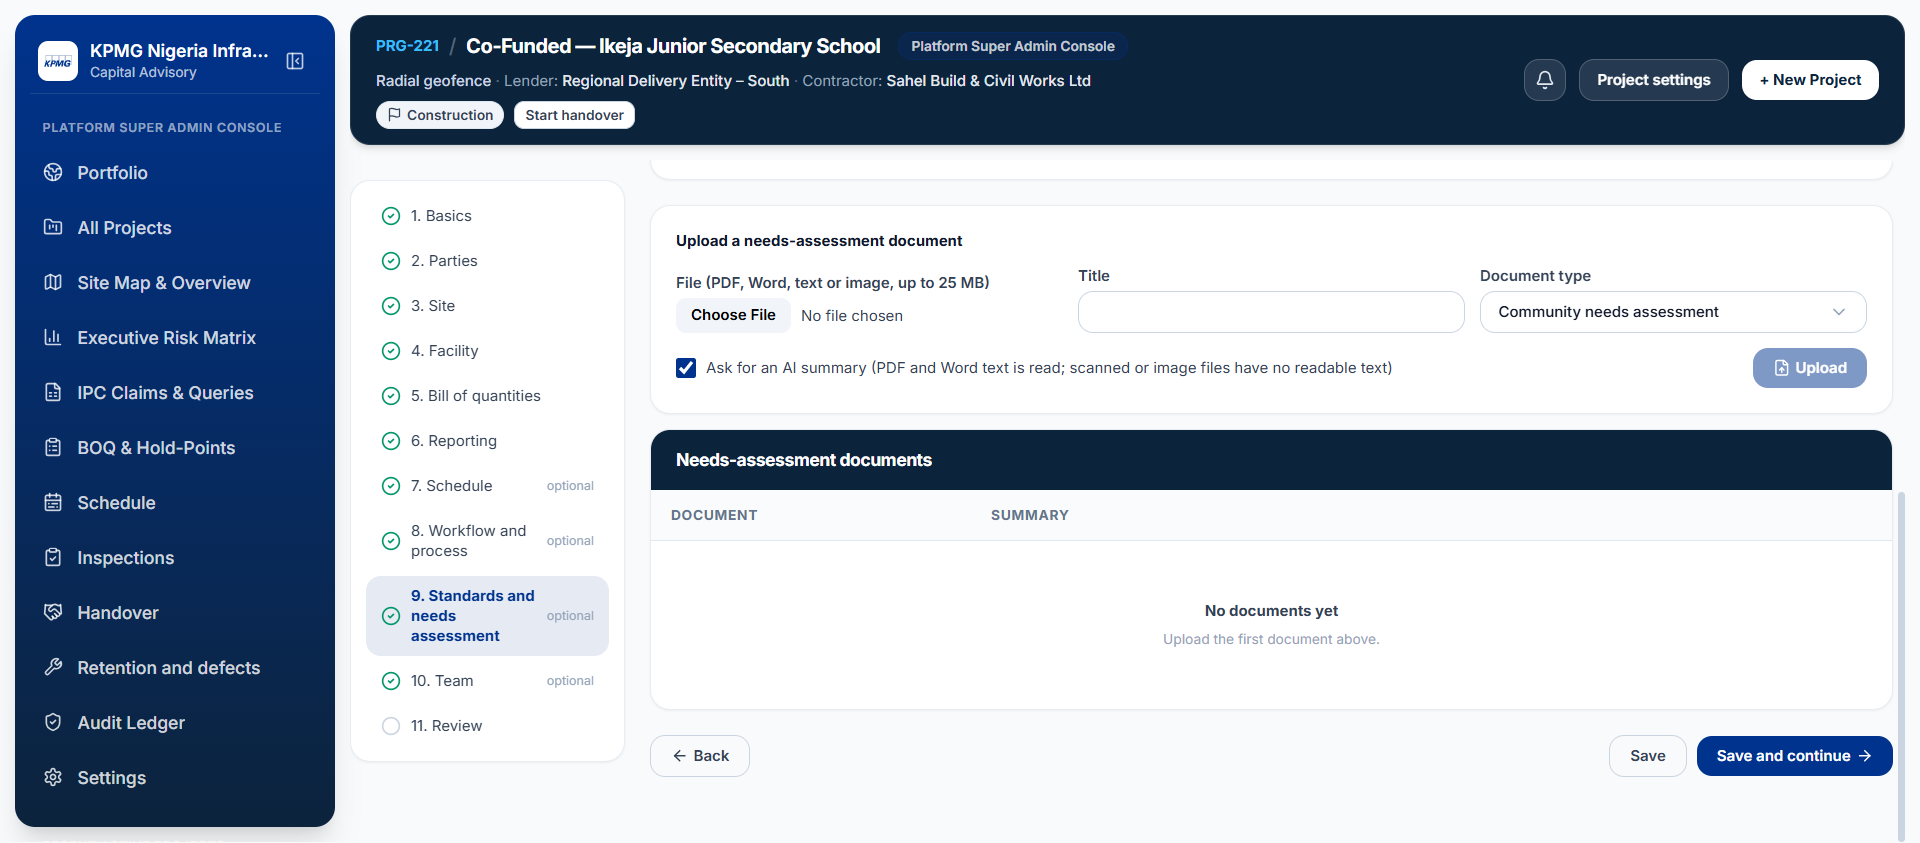 KPMG
KPMG Nigeria Infra...
Capital Advisory
PLATFORM SUPER ADMIN CONSOLE
Portfolio
All Projects
Site Map & Overview
Executive Risk Matrix
IPC Claims & Queries
BOQ & Hold-Points
Schedule
Inspections
Handover
Retention and defects
Audit Ledger
Settings
PRG-221 / Co-Funded — Ikeja Junior Secondary School Platform Super Admin Console
Radial geofence · Lender: Regional Delivery Entity – South · Contractor: Sahel Build & Civil Works Ltd
Construction Start handover
Project settings
+ New Project
1. Basics
2. Parties
3. Site
4. Facility
5. Bill of quantities
6. Reporting
7. Schedule optional
8. Workflow and
process
optional
9. Standards and
needs
assessment
optional
10. Team optional
11. Review
Upload a needs-assessment document
File (PDF, Word, text or image, up to 25 MB)
Choose File No file chosen
Title
Document type
Community needs assessment
Ask for an AI summary (PDF and Word text is read; scanned or image files have no readable text)
Upload
Needs-assessment documents
DOCUMENT SUMMARY
No documents yet
Upload the first document above.
Back
Save
Save and continue